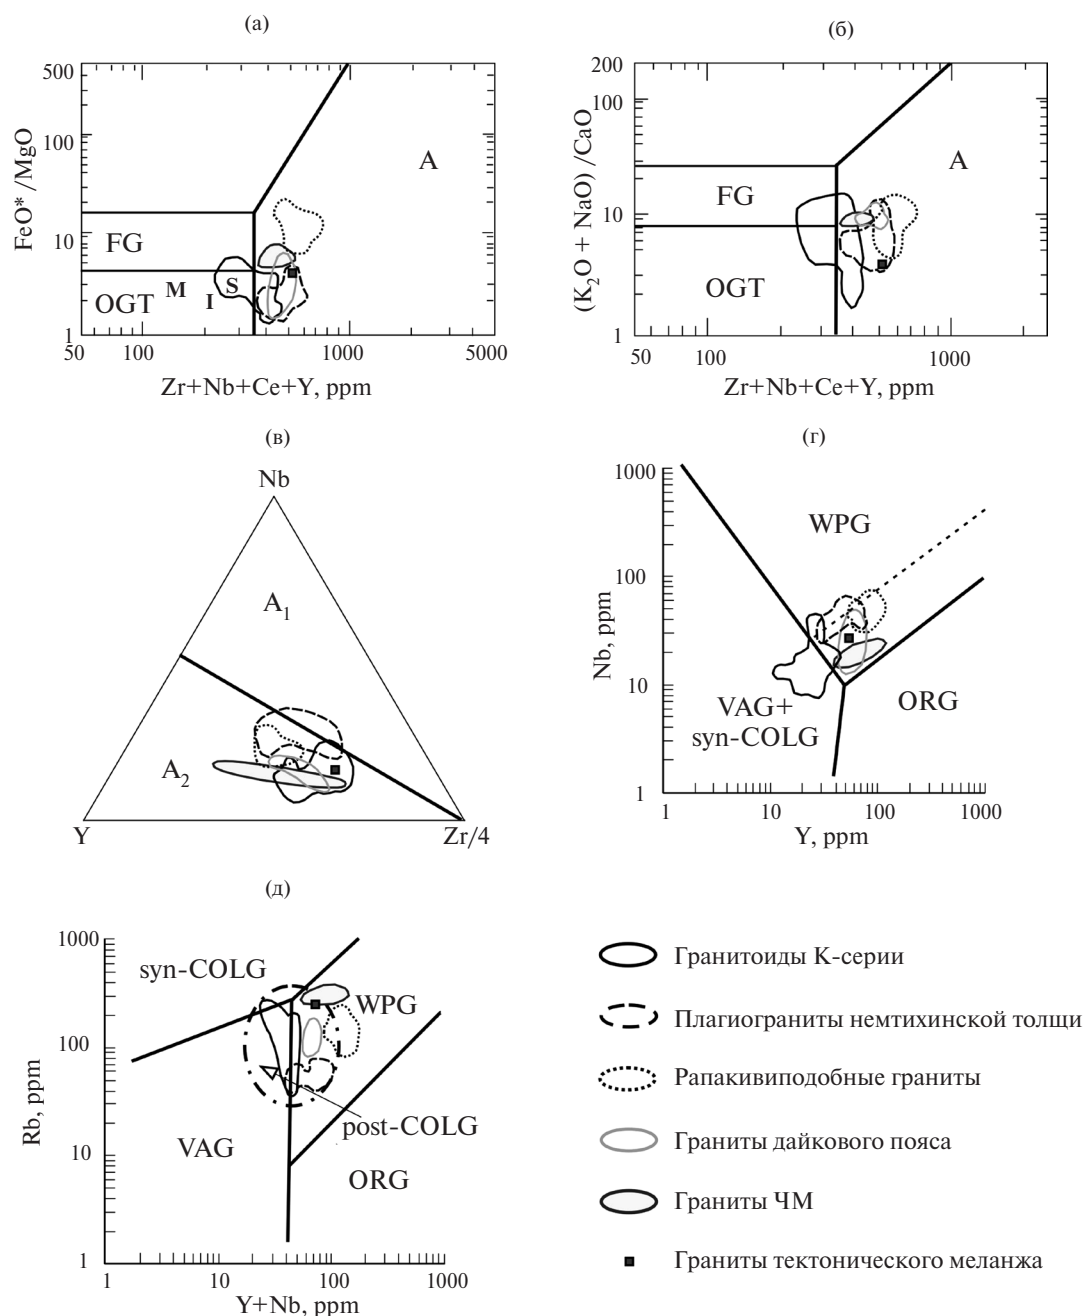 (а)
500
100
10
1
FeO* /MgO
A
FG
OGT
M
I
S
50
100
1000
5000
Zr+Nb+Ce+Y, ppm
(б)
200
100
10
1
(K2O + NaO) /CaO
A
FG
OGT
50
100
1000
Zr+Nb+Ce+Y, ppm
(в)
Nb
A1
A2
Y
Zr/4
(г)
1000
100
10
1
Nb, ppm
WPG
VAG+
syn-COLG
ORG
1
10
100
1000
Y, ppm
(д)
1000
100
10
1
Rb, ppm
syn-COLG
WPG
post-COLG
VAG
ORG
1
10
100
1000
Y+Nb, ppm
Гранитоиды К-серии
Плагиограниты немтихинской толщи
Рапакивиподобные граниты
Граниты дайкового пояса
Граниты ЧМ
Граниты тектонического меланжа